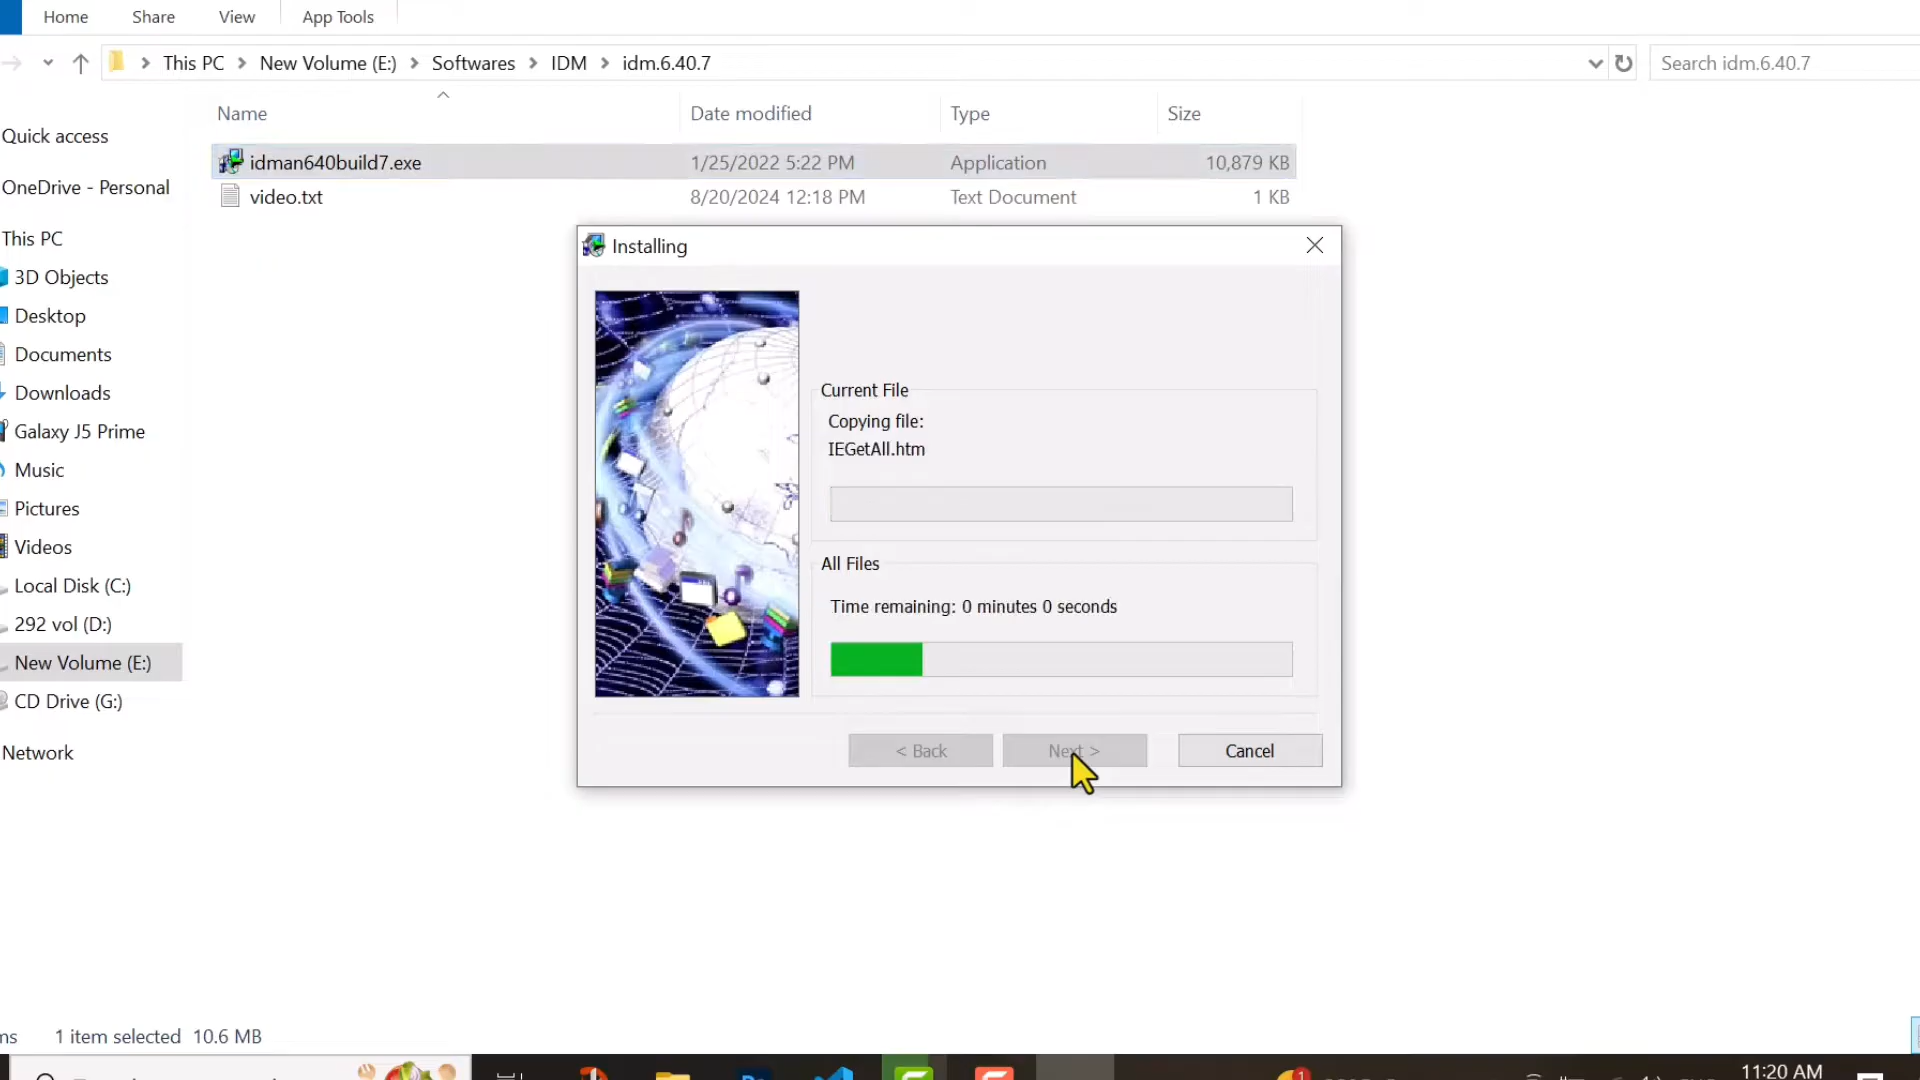 Home Share View App Tools
This PC New Volume (E:) Softwares IDM idm.6.40.7
Search idm.6.40.7
Name Date modified Type Size
idman640build7.exe 1/25/2022 5:22 PM Application 10,879 KB
video.txt 8/20/2024 12:18 PM Text Document 1 KB
Quick access
OneDrive - Personal
This PC
3D Objects
Desktop
Documents
Downloads
Galaxy J5 Prime
Music
Pictures
Videos
Local Disk (C:)
292 vol (D:)
New Volume (E:)
CD Drive (G:)
Network
Installing
Current File
Copying file:
IEGetAll.htm
All Files
Time remaining: 0 minutes 0 seconds
< Back Next > Cancel
1 item selected 10.6 MB
1
11:20 AM